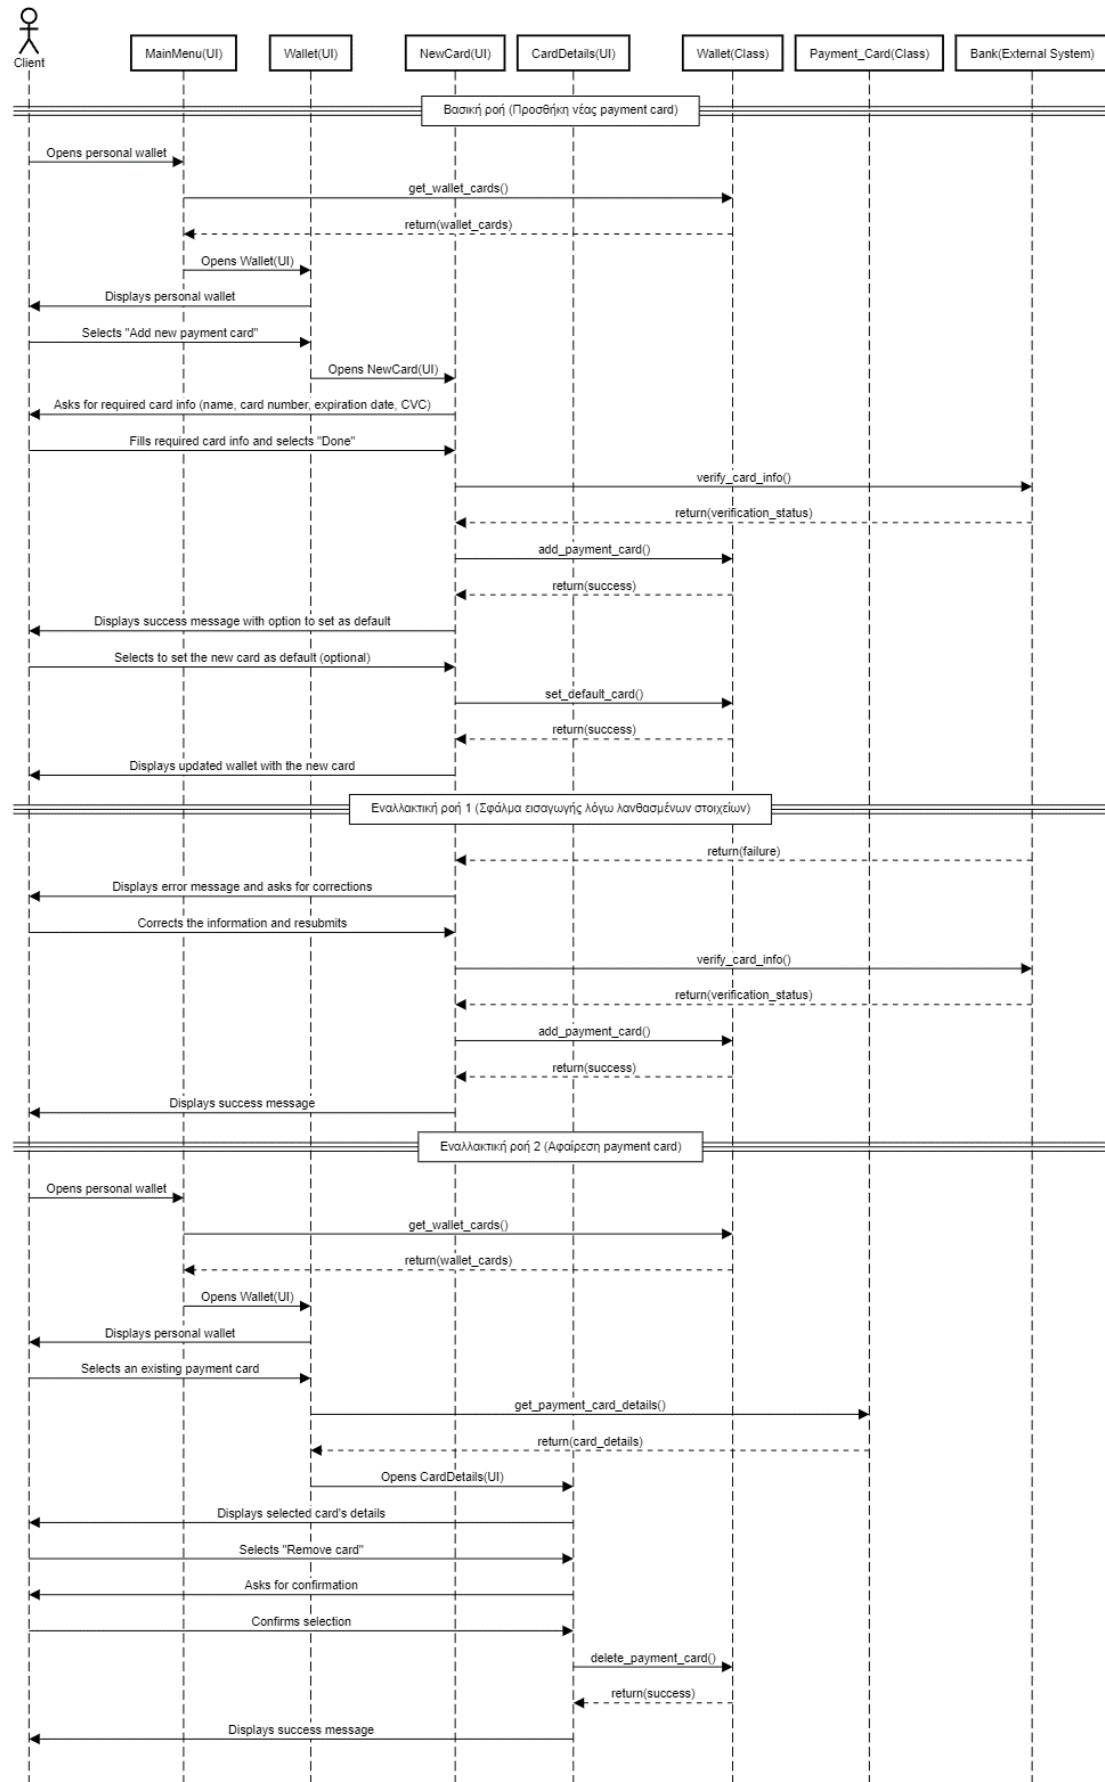 Client
MainMenu(UI)
Wallet(UI)
NewCard(UI)
CardDetails(UI)
Wallet(Class)
Payment_Card(Class)
Bank(External System)
Βασική ροή (Προσθήκη νέας payment card)
Opens personal wallet
get_wallet_cards()
return(wallet_cards)
Opens Wallet(UI)
Displays personal wallet
Selects "Add new payment card"
Opens NewCard(UI)
Asks for required card info (name, card number, expiration date, CVC)
Fills required card info and selects "Done"
verify_card_info()
return(verification_status)
add_payment_card()
return(success)
Displays success message with option to set as default
Selects to set the new card as default (optional)
set_default_card()
return(success)
Displays updated wallet with the new card
Εναλλακτική ροή 1 (Σφάλμα εισαγωγής λόγω λανθασμένων στοιχείων)
return(failure)
Displays error message and asks for corrections
Corrects the information and resubmits
verify_card_info()
return(verification_status)
add_payment_card()
return(success)
Displays success message
Εναλλακτική ροή 2 (Αφαίρεση payment card)
Opens personal wallet
get_wallet_cards()
return(wallet_cards)
Opens Wallet(UI)
Displays personal wallet
Selects an existing payment card
get_payment_card_details()
return(card_details)
Opens CardDetails(UI)
Displays selected card's details
Selects "Remove card"
Asks for confirmation
Confirms selection
delete_payment_card()
return(success)
Displays success message